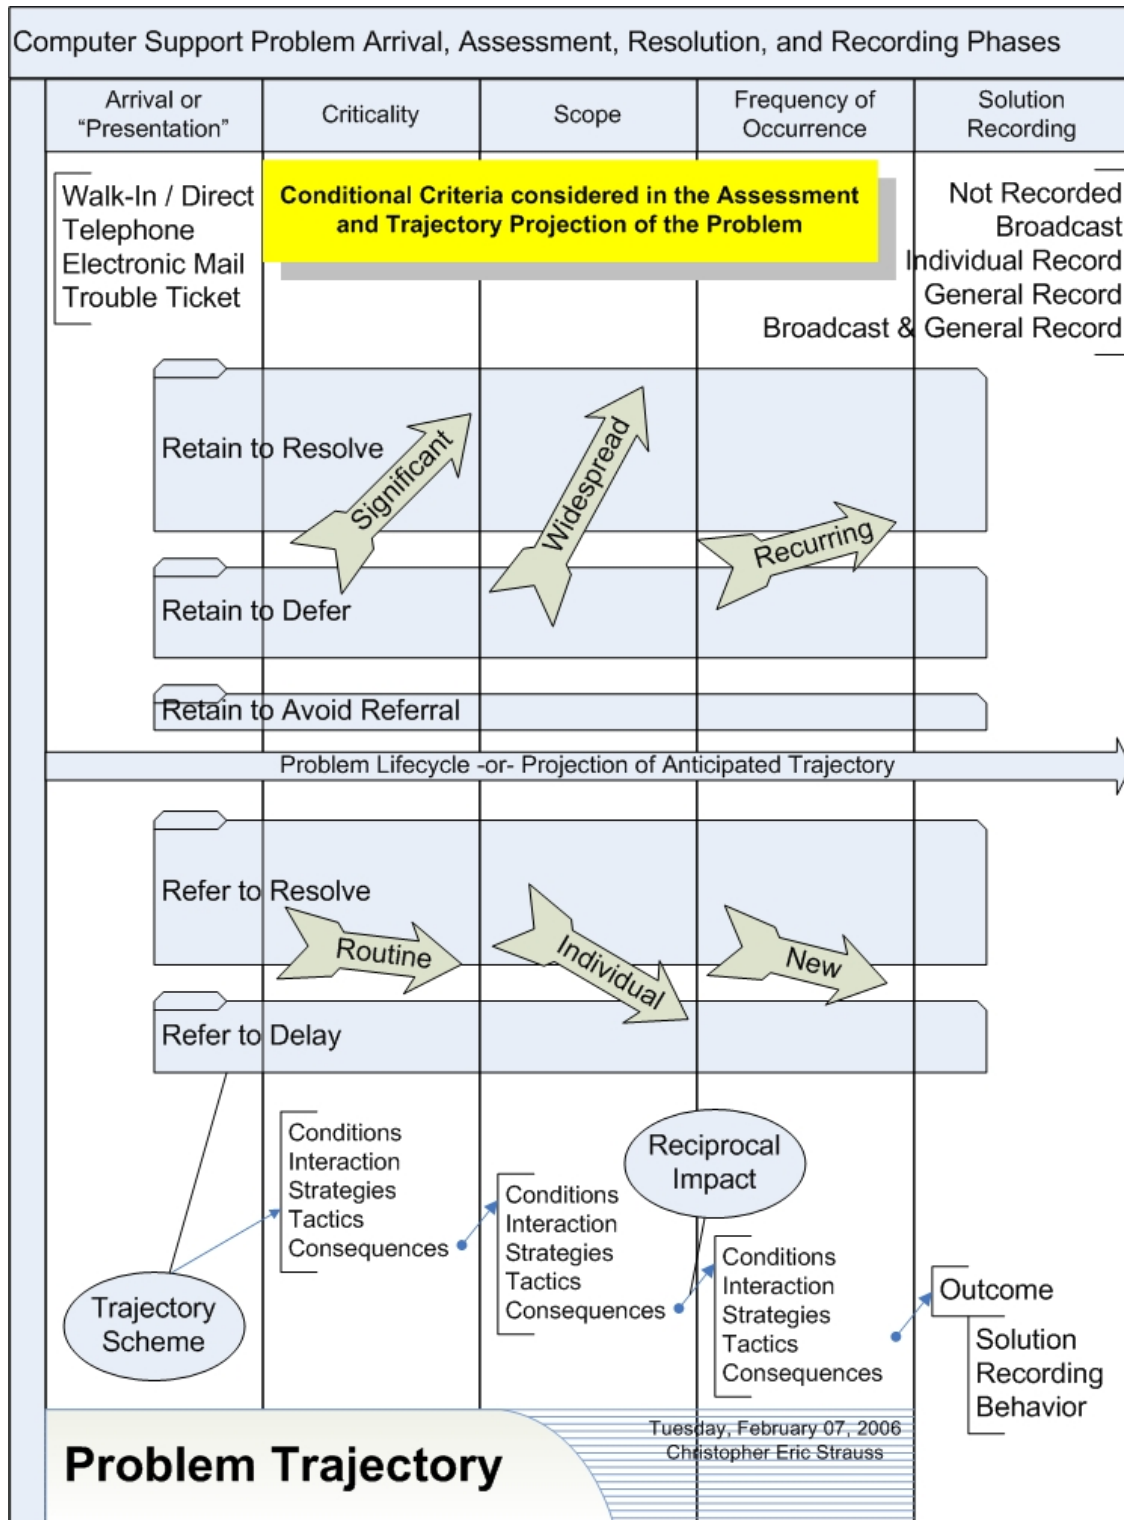 Computer Support Problem Arrival, Assessment, Resolution, and Recording Phases
Arrival or
“Presentation”
Criticality
Scope
Frequency of
Occurrence
Solution
Recording
Walk-In / Direct
Telephone
Electronic Mail
Trouble Ticket
Conditional Criteria considered in the Assessment
and Trajectory Projection of the Problem
Not Recorded
Broadcast
Individual Record
General Record
Broadcast & General Record
Retain to Resolve
Significant
Widespread
Recurring
Retain to Defer
Retain to Avoid Referral
Problem Lifecycle -or- Projection of Anticipated Trajectory
Refer to Resolve
Routine
Individual
New
Refer to Delay
Conditions
Interaction
Strategies
Tactics
Consequences
Reciprocal
Impact
Conditions
Interaction
Strategies
Tactics
Consequences
Conditions
Interaction
Strategies
Tactics
Consequences
Trajectory
Scheme
Outcome
Solution
Recording
Behavior
Tuesday, February 07, 2006
Christopher Eric Strauss
Problem Trajectory